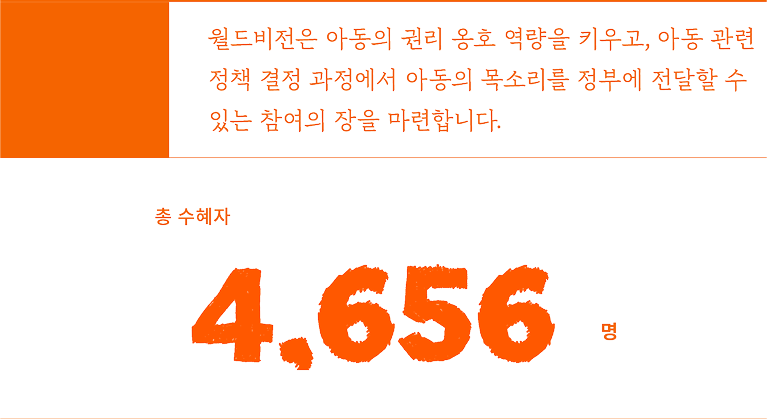 월드비전은 아동의 권리 옹호 역량을 키우고, 아동 관련
정책 결정 과정에서 아동의 목소리를 정부에 전달할 수
있는 참여의 장을 마련합니다.
총 수혜자
4,656 명